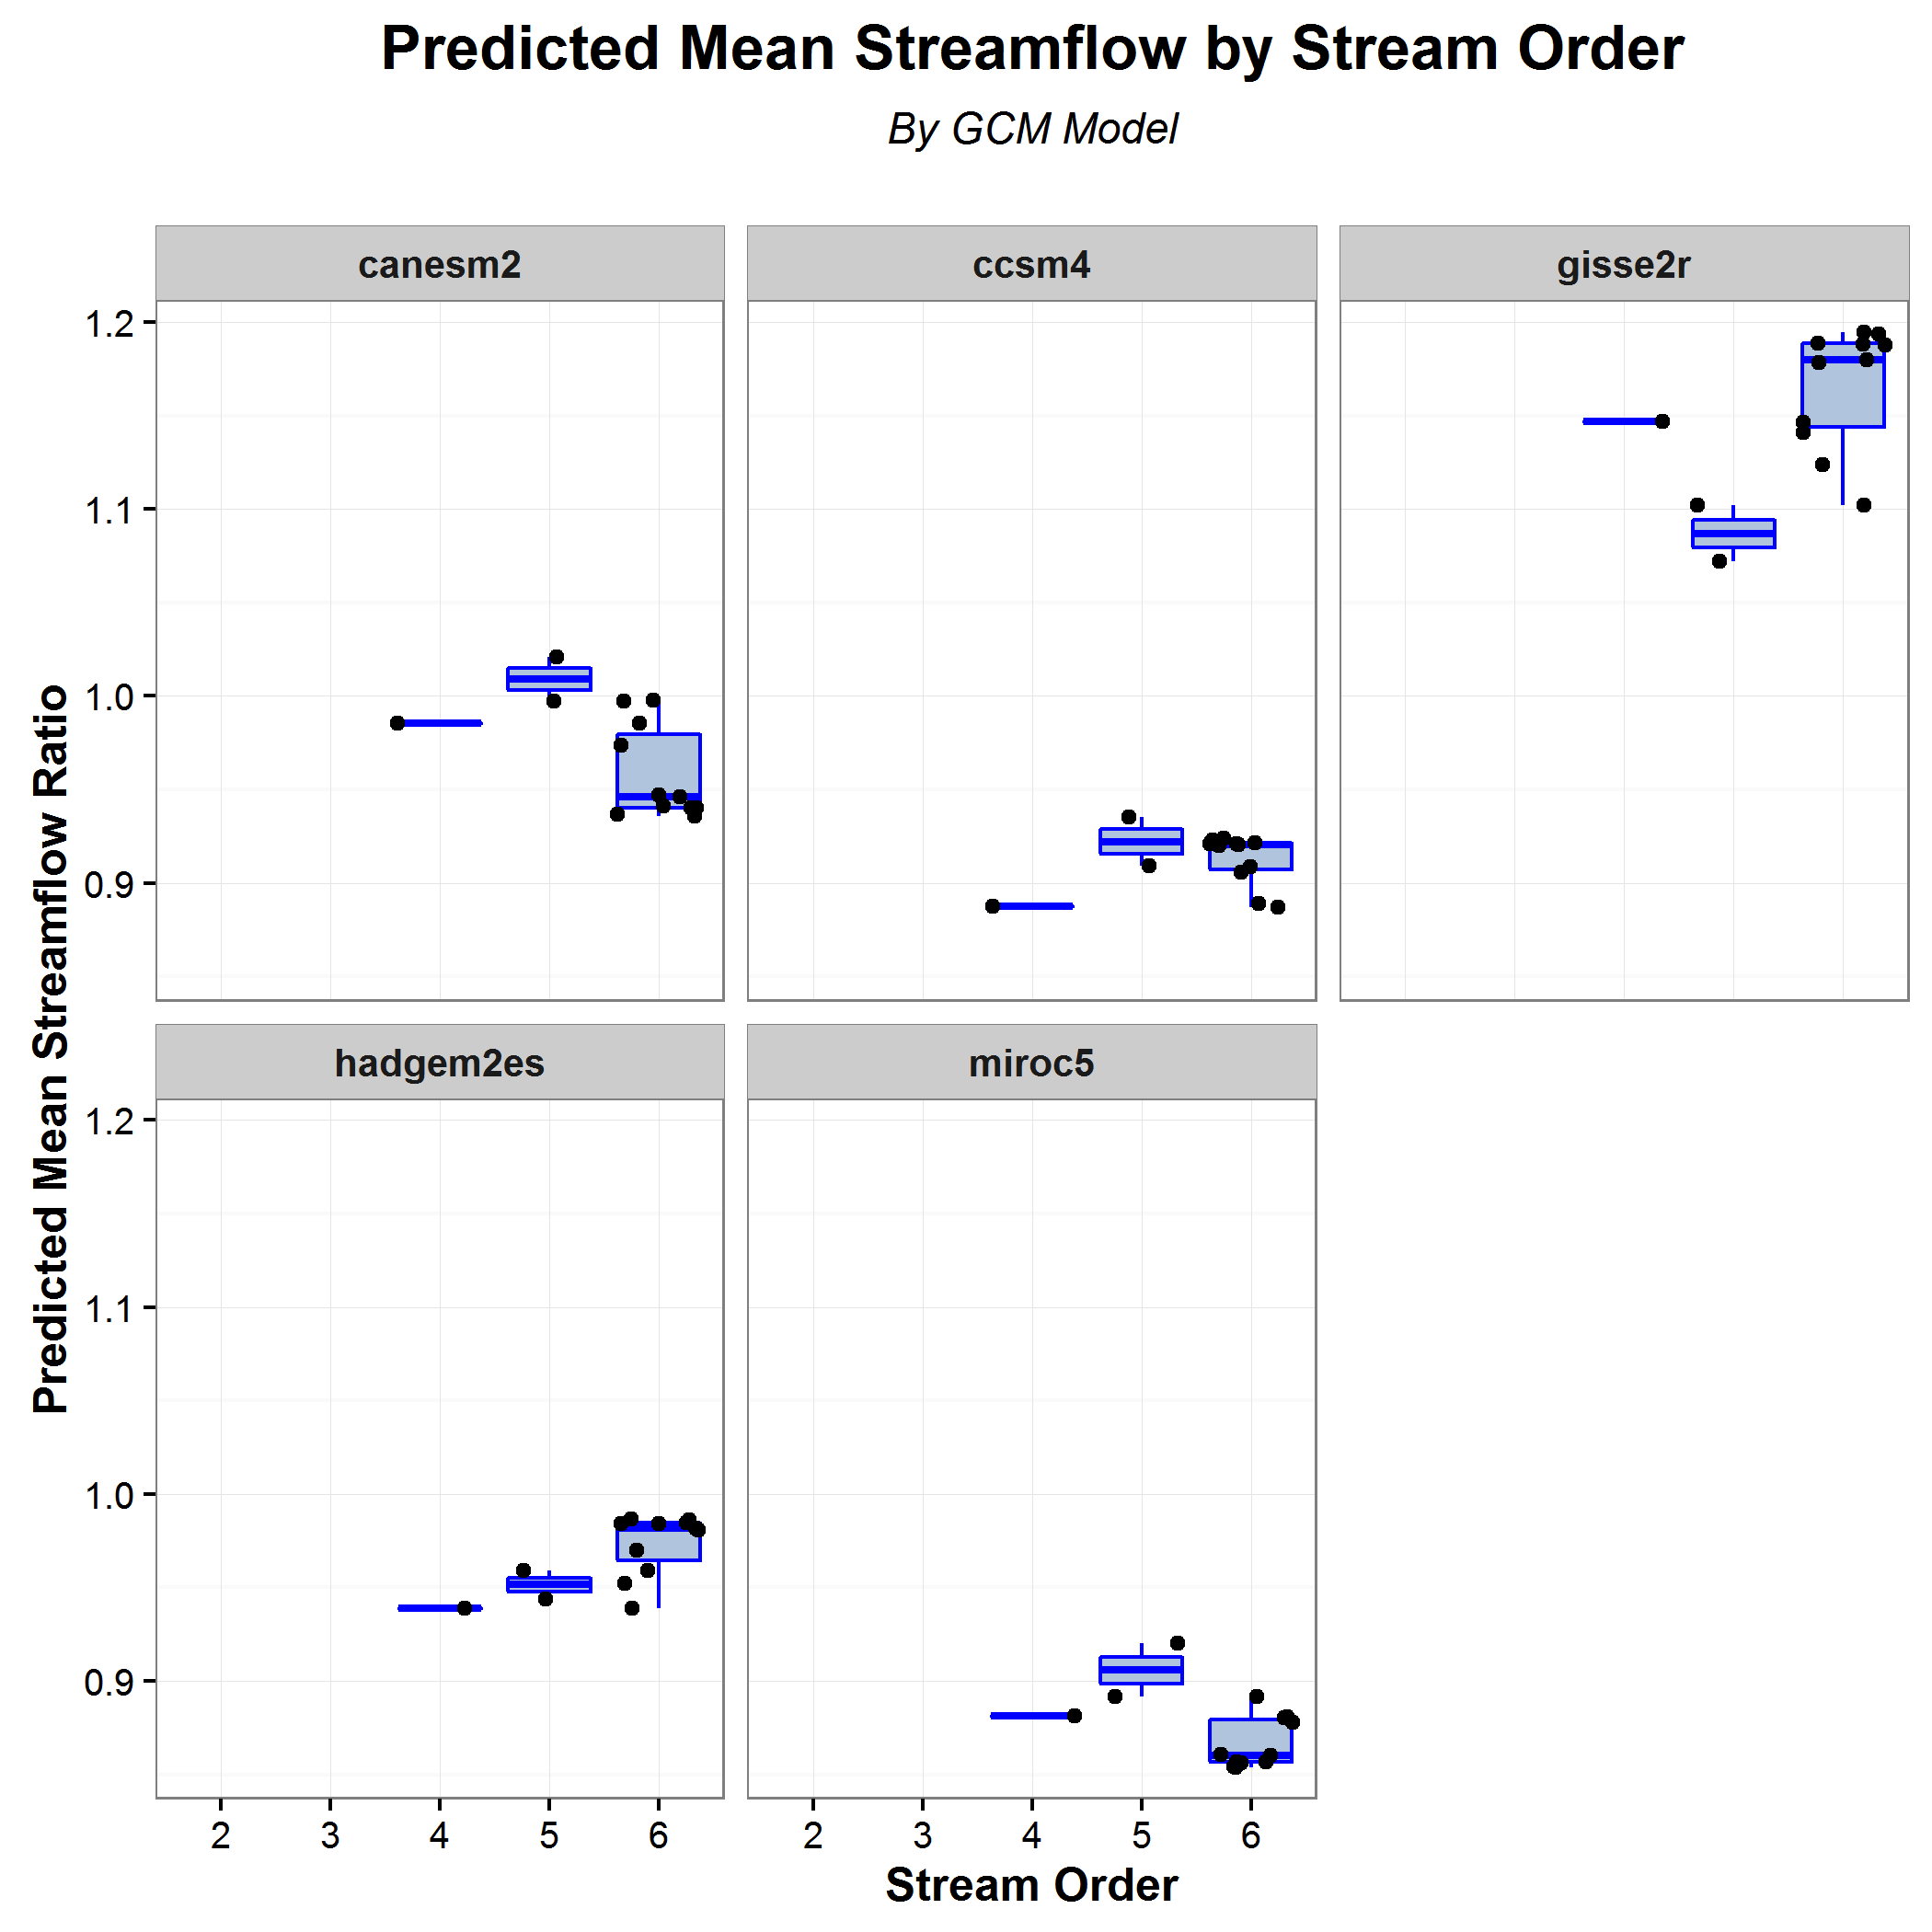 Predicted Mean Streamflow by Stream Order
By GCM Model
canesm2
ccsm4
gisse2r
1.2
1.1
1.0
0.9
hadgem2es
miroc5
1.2
1.1
1.0
0.9
2 3 4 5 6
2 3 4 5 6
Stream Order
Predicted Mean Streamflow Ratio